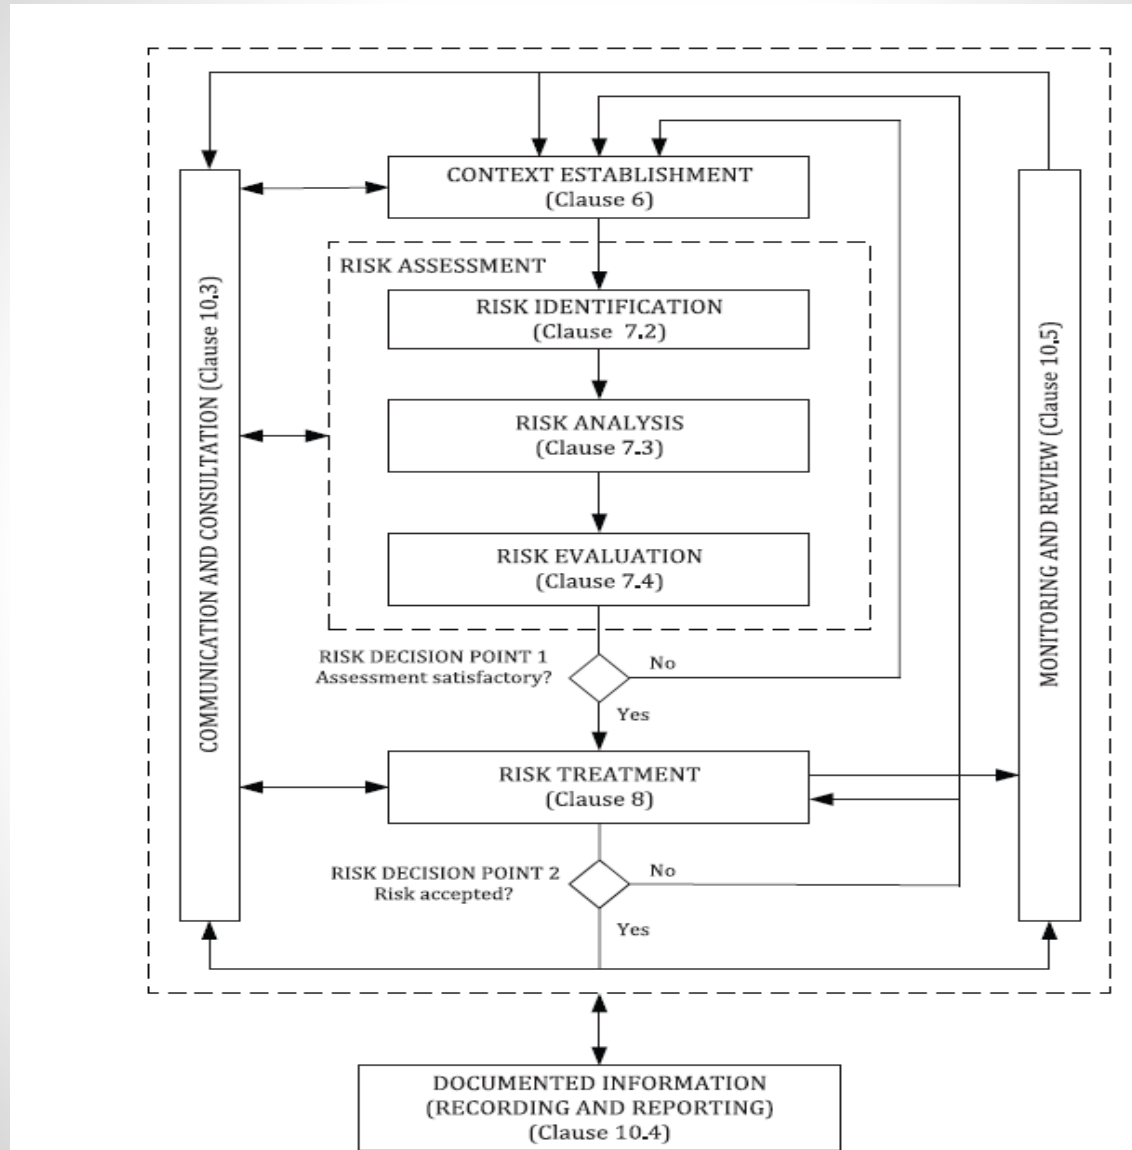 CONTEXT ESTABLISHMENT
(Clause 6)
RISK ASSESSMENT
RISK IDENTIFICATION
(Clause 7.2)
RISK ANALYSIS
(Clause 7.3)
RISK EVALUATION
(Clause 7.4)
RISK DECISION POINT 1
Assessment satisfactory?
No
Yes
RISK TREATMENT
(Clause 8)
RISK DECISION POINT 2
Risk accepted?
No
Yes
COMMUNICATION AND CONSULTATION (Clause 10.3)
MONITORING AND REVIEW (Clause 10.5)
DOCUMENTED INFORMATION
(RECORDING AND REPORTING)
(Clause 10.4)